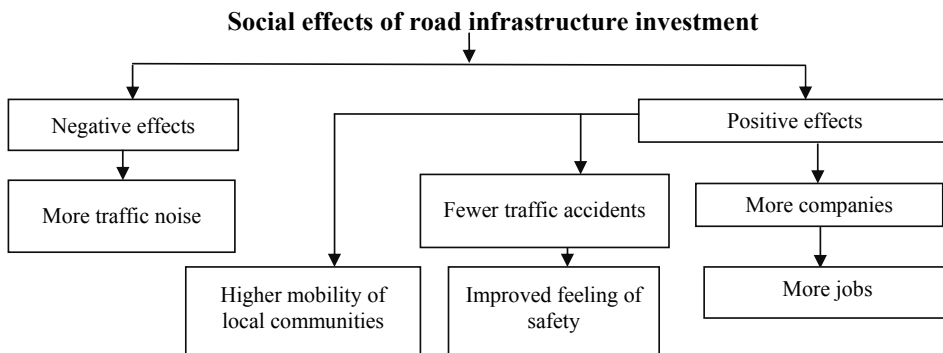 Social effects of road infrastructure investment
Negative effects
Positive effects
More traffic noise
Fewer traffic accidents
More companies
Higher mobility of
local communities
Improved feeling of
safety
More jobs